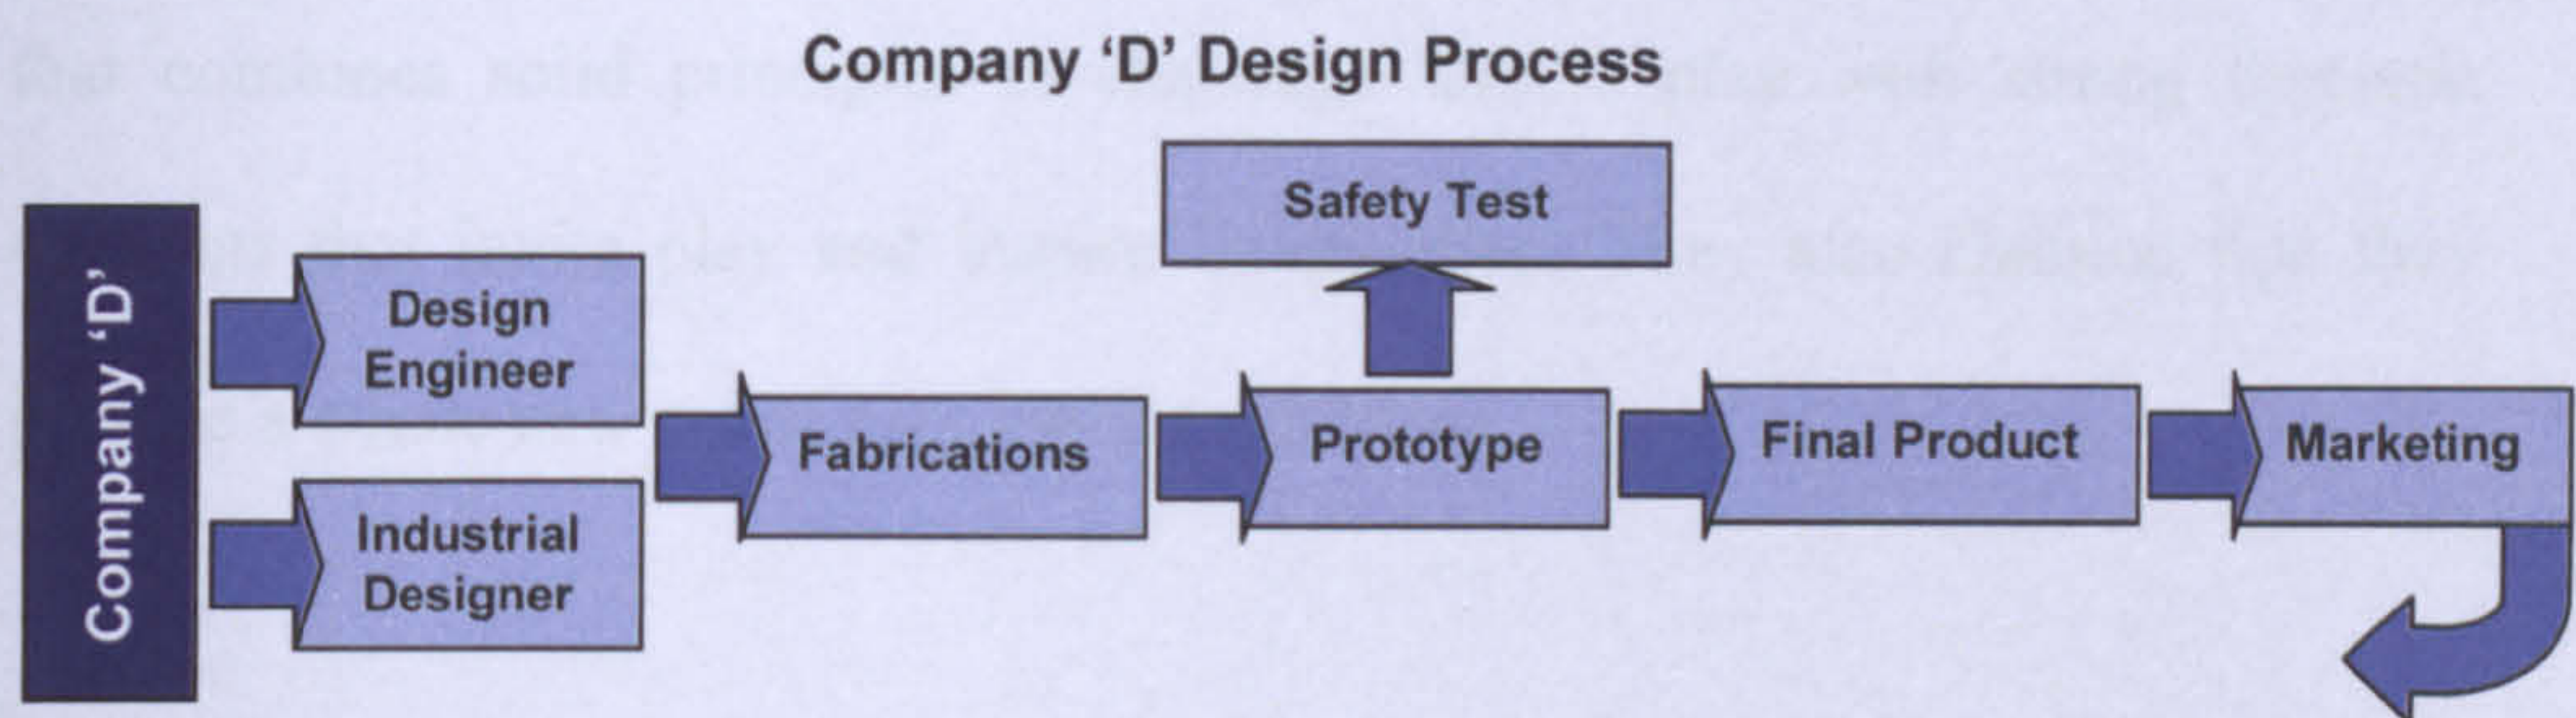 Company ‘D’ Design Process
Safety Test
Company ‘D’
Design
Engineer
Industrial
Designer
Fabrications
Prototype
Final Product
Marketing